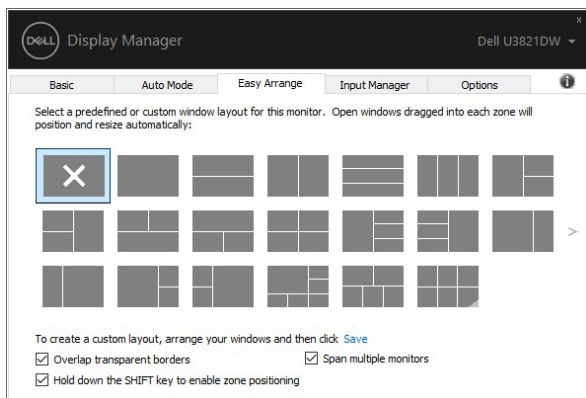 x
DELL Display Manager Dell U3821DW
Basic Auto Mode Easy Arrange Input Manager Options i
Select a predefined or custom window layout for this monitor. Open windows dragged into each zone will
position and resize automatically:
>
To create a custom layout, arrange your windows and then click Save
Overlap transparent borders Span multiple monitors
Hold down the SHIFT key to enable zone positioning